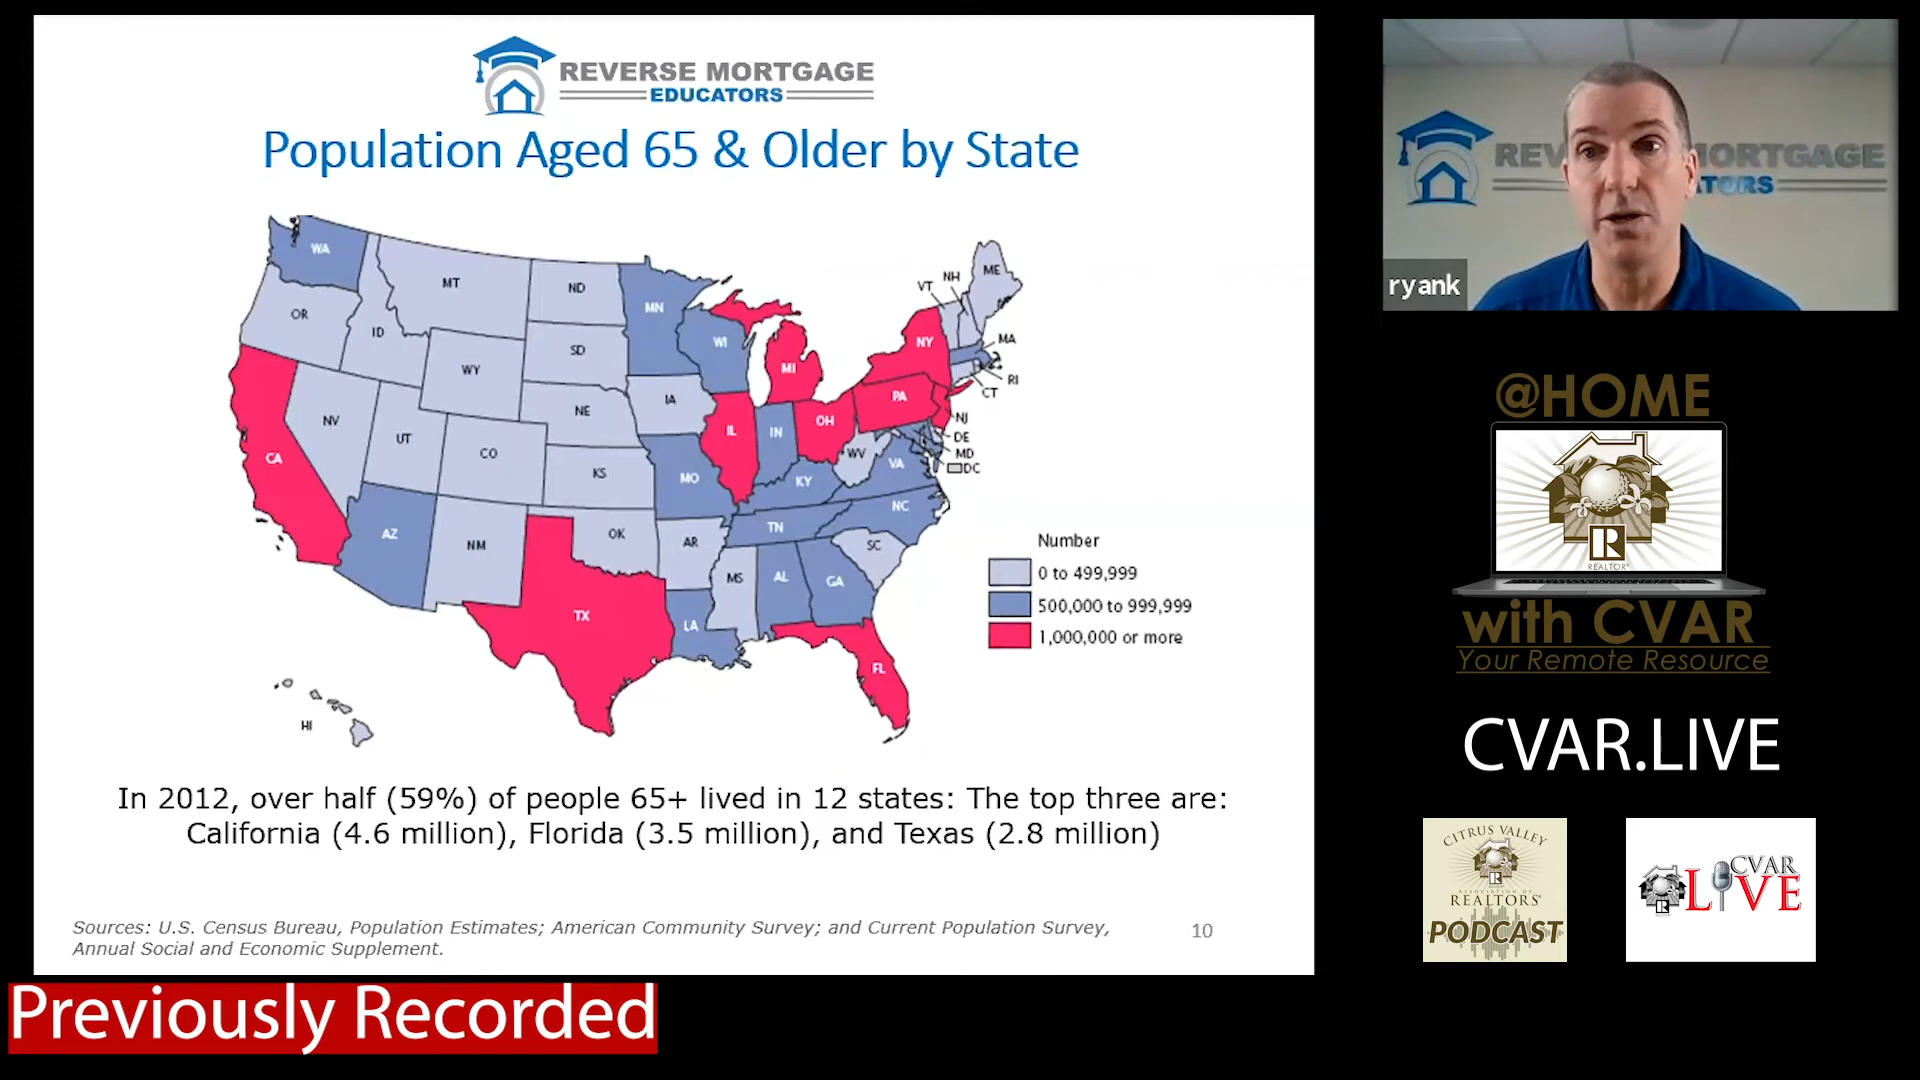 REVERSE MORTGAGE
EDUCATORS
Population Aged 65 & Older by State
WA
MT
ND
MN
OR
ID
SD
WI
WY
MI
NY
VT
NH
ME
MA
RI
CT
IA
NE
PA
NJ
NV
UT
CO
IL
IN
OH
DE
MD
DC
WV
CA
KS
MO
KY
VA
NC
TN
AZ
NM
OK
AR
SC
MS
AL
GA
TX
LA
FL
HI
Number
0 to 499,999
500,000 to 999,999
1,000,000 or more
In 2012, over half (59%) of people 65+ lived in 12 states: The top three are:
California (4.6 million), Florida (3.5 million), and Texas (2.8 million)
Sources: U.S. Census Bureau, Population Estimates; American Community Survey; and Current Population Survey,
Annual Social and Economic Supplement.
10
Previously Recorded
REV MORTGAGE
ATORS
ryank
@HOME
R
REALTOR®
with CVAR
Your Remote Resource
CVAR.LIVE
CITRUS VALLEY
R
ASSOCIATION OF
REALTORS®
PODCAST
CVAR
LIVE
R